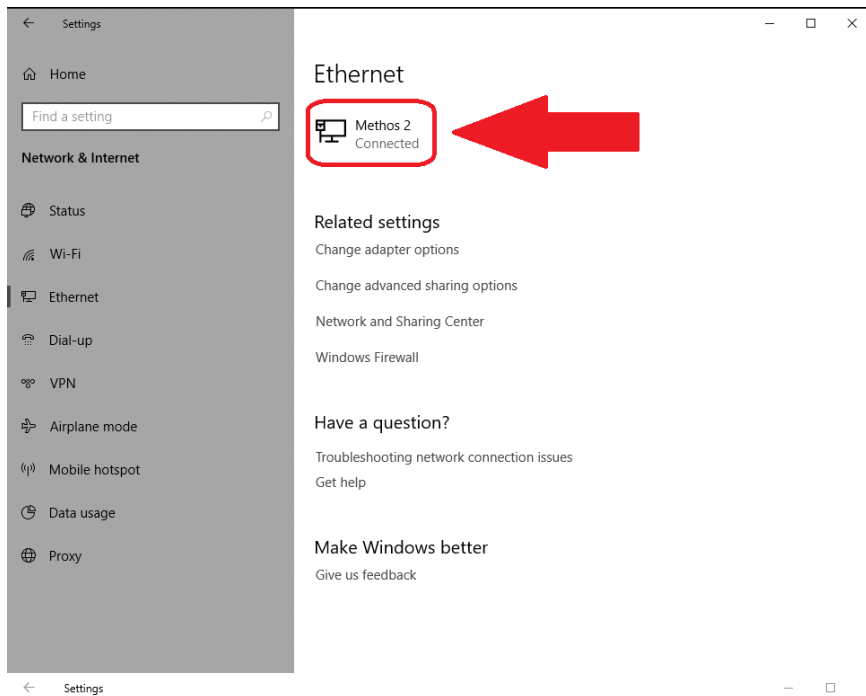 Settings
Home
Find a setting
Network & Internet
Status
Wi-Fi
Ethernet
Dial-up
VPN
Airplane mode
Mobile hotspot
Data usage
Proxy
Ethernet
Methos 2
Connected
Related settings
Change adapter options
Change advanced sharing options
Network and Sharing Center
Windows Firewall
Have a question?
Troubleshooting network connection issues
Get help
Make Windows better
Give us feedback
Settings